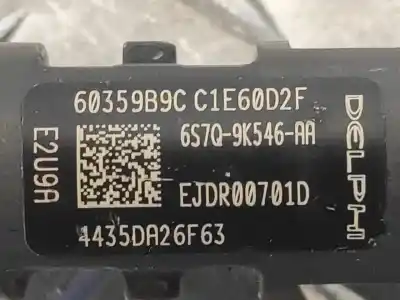 60359B9C C1E60D2F
6S7Q-9K546-AA
EJDR00701D
4435DA26F63
E2U9A
DELPHI